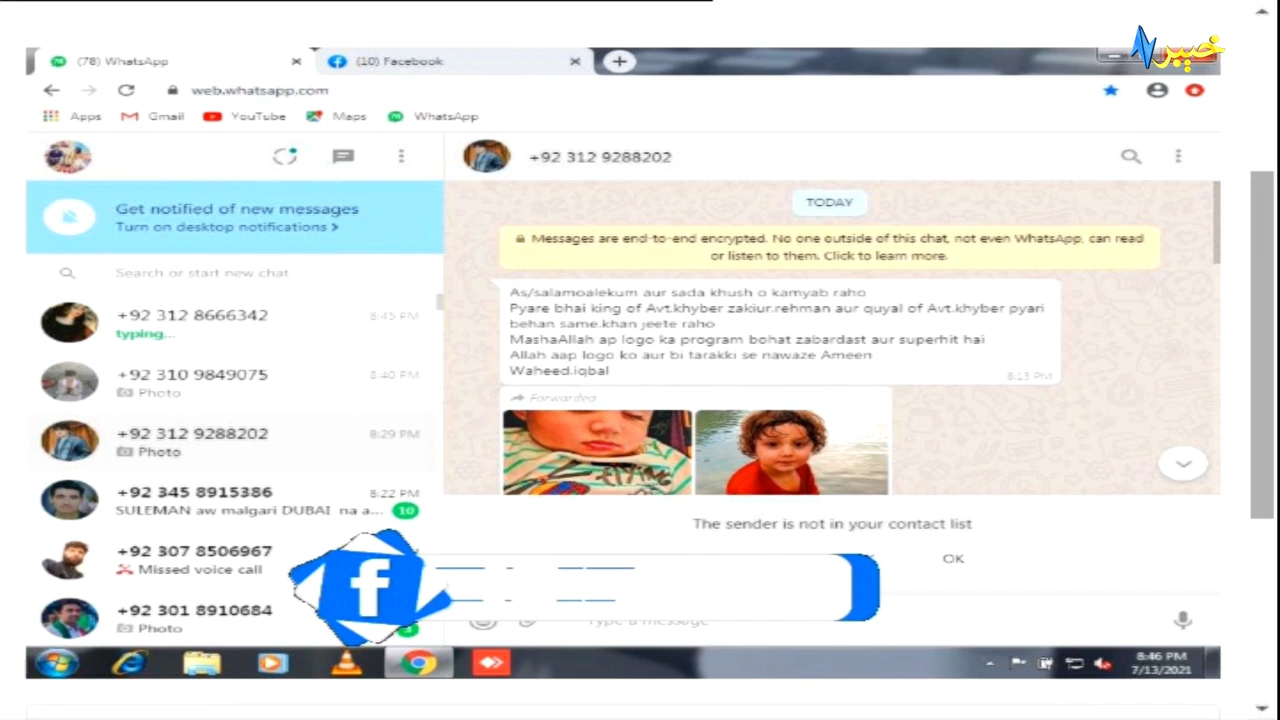 خیبر
(78) WhatsApp
(10) Facebook
web.whatsapp.com
Apps
Gmail
YouTube
Maps
WhatsApp
+92 312 9288202
Get notified of new messages
Turn on desktop notifications >
Search or start new chat
+92 312 8666342
8:45 PM
typing...
+92 310 9849075
8:40 PM
Photo
+92 312 9288202
8:29 PM
Photo
+92 345 8915386
8:22 PM
SULEMAN aw malgari DUBAI na a...
10
+92 307 8506967
Missed voice call
+92 301 8910684
Photo
TODAY
Messages are end-to-end encrypted. No one outside of this chat, not even WhatsApp, can read
or listen to them. Click to learn more.
As/salamoalekum aur sada khush o kamyab raho
Pyare bhai king of Avt.khyber zakiur.rehman aur quyal of Avt.khyber pyari
behan same.khan jeete raho
MashaAllah ap logo ka program bohat zabardast aur superhit hai
Allah aap logo ko aur bi tarakki se nawaze Ameen
Waheed.iqbal
8:13 PM
Forwarded
The sender is not in your contact list
OK
f
Type a message
8:46 PM
7/13/2021